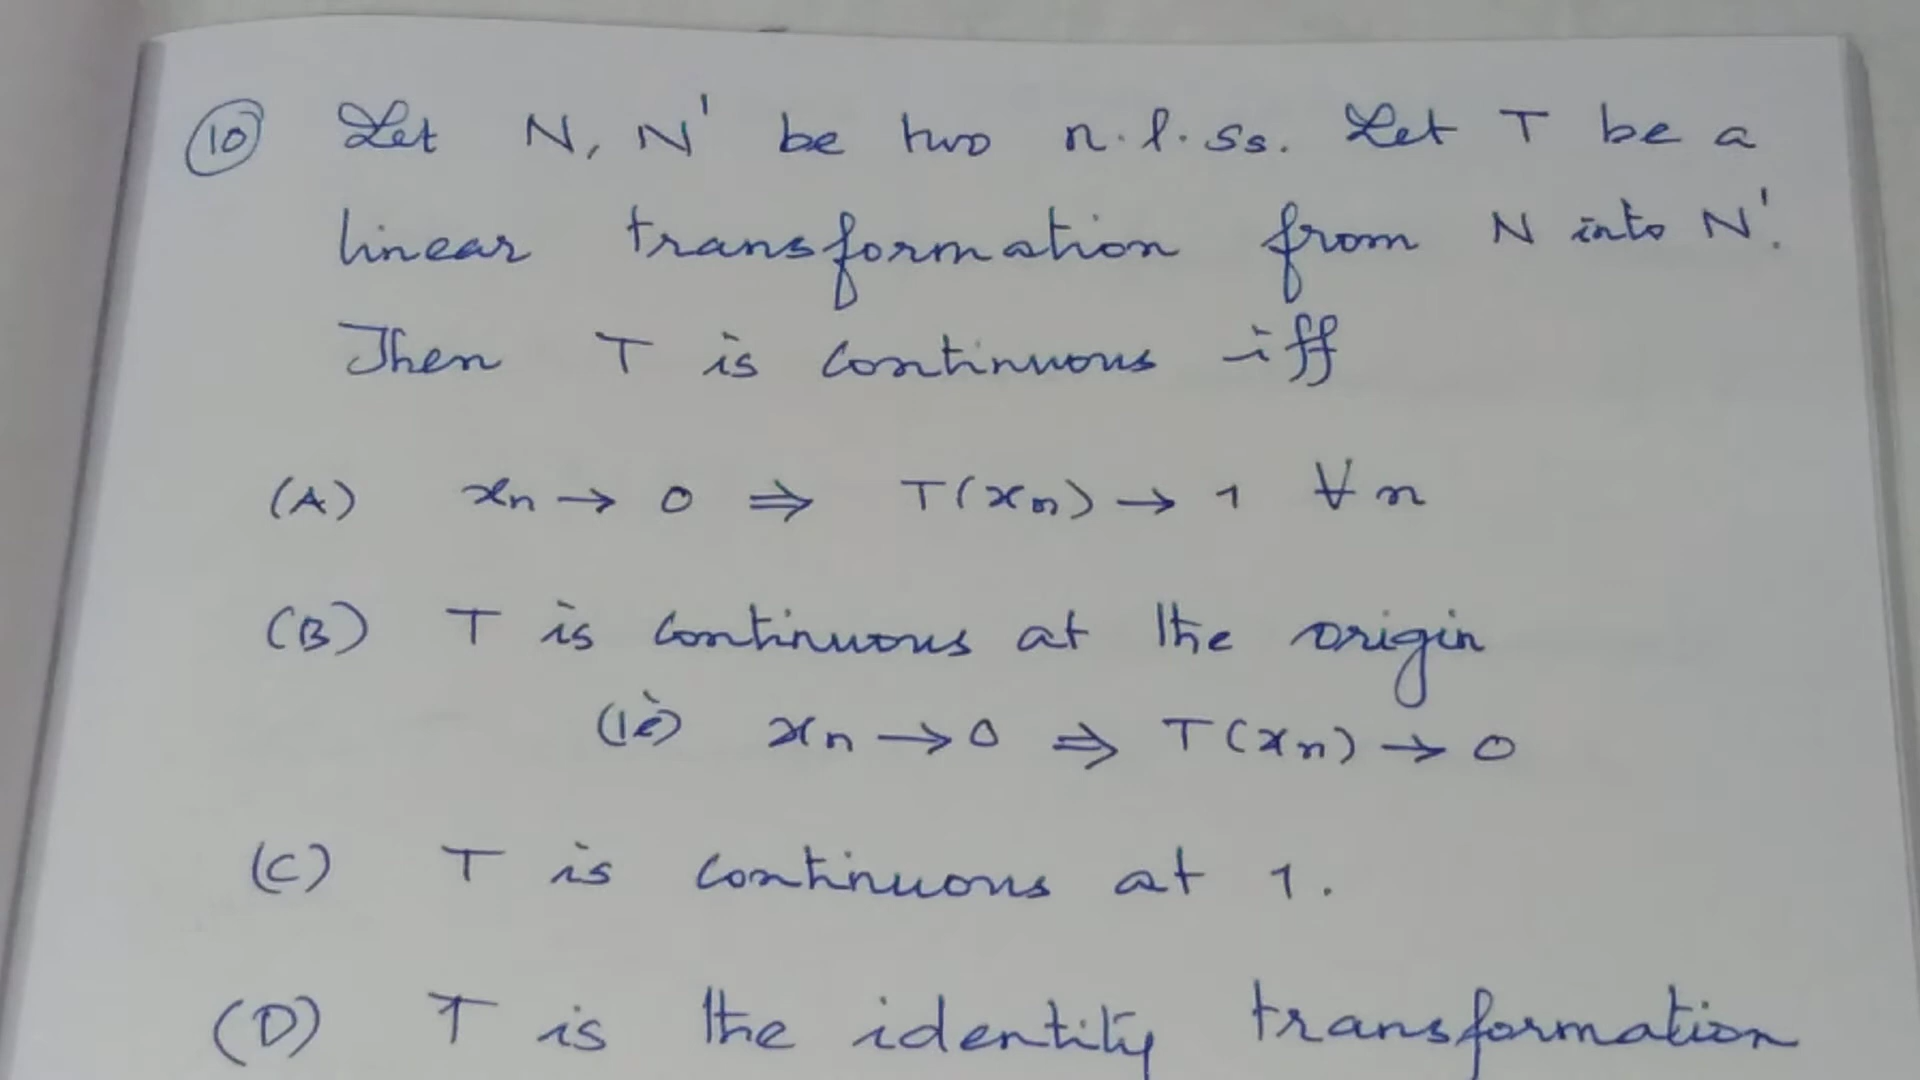 (10) Let N, N' be two n.l.Ss. Let T be a
linear transformation from N into N'.
Then T is continuous iff
(A) xn → 0 ⇒ T(xn) → 1 ∀ n
(B) T is continuous at the origin
(ie) xn → 0 ⇒ T(xn) → 0
(C) T is continuous at 1.
(D) T is the identity transformation